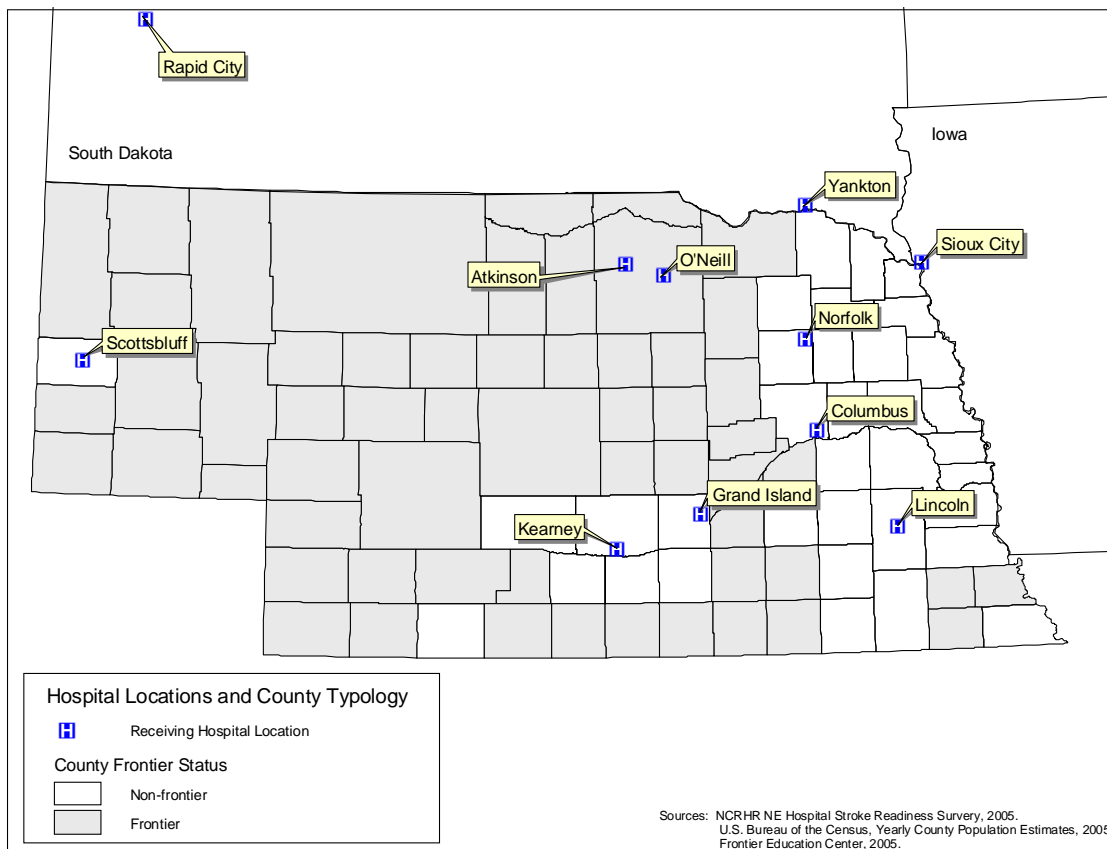 Rapid City
South Dakota
Iowa
Yankton
Sioux City
Atkinson
O'Neill
Norfolk
Scottsbluff
Columbus
Grand Island
Lincoln
Kearney
Hospital Locations and County Typology
H Receiving Hospital Location
County Frontier Status
Non-frontier
Frontier
Sources: NCRHR NE Hospital Stroke Readiness Survery, 2005.
U.S. Bureau of the Census, Yearly County Population Estimates, 2005
Frontier Education Center, 2005.